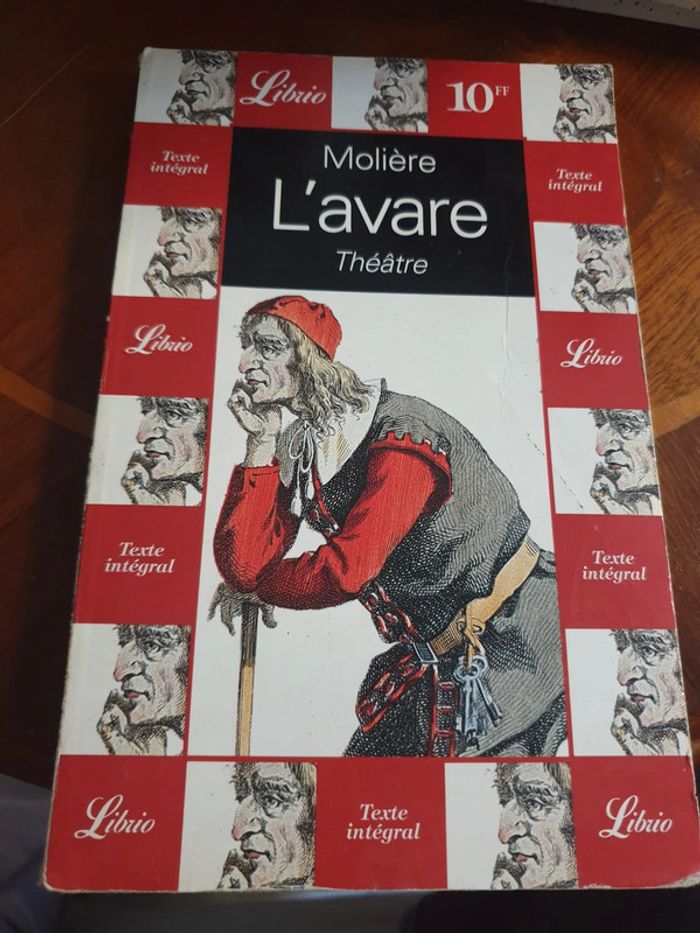 Librio
10FF
Texte
intégral
Molière
L'avare
Théâtre
Texte
intégral
Librio
Librio
Texte
intégral
Texte
intégral
Librio
Texte
intégral
Librio